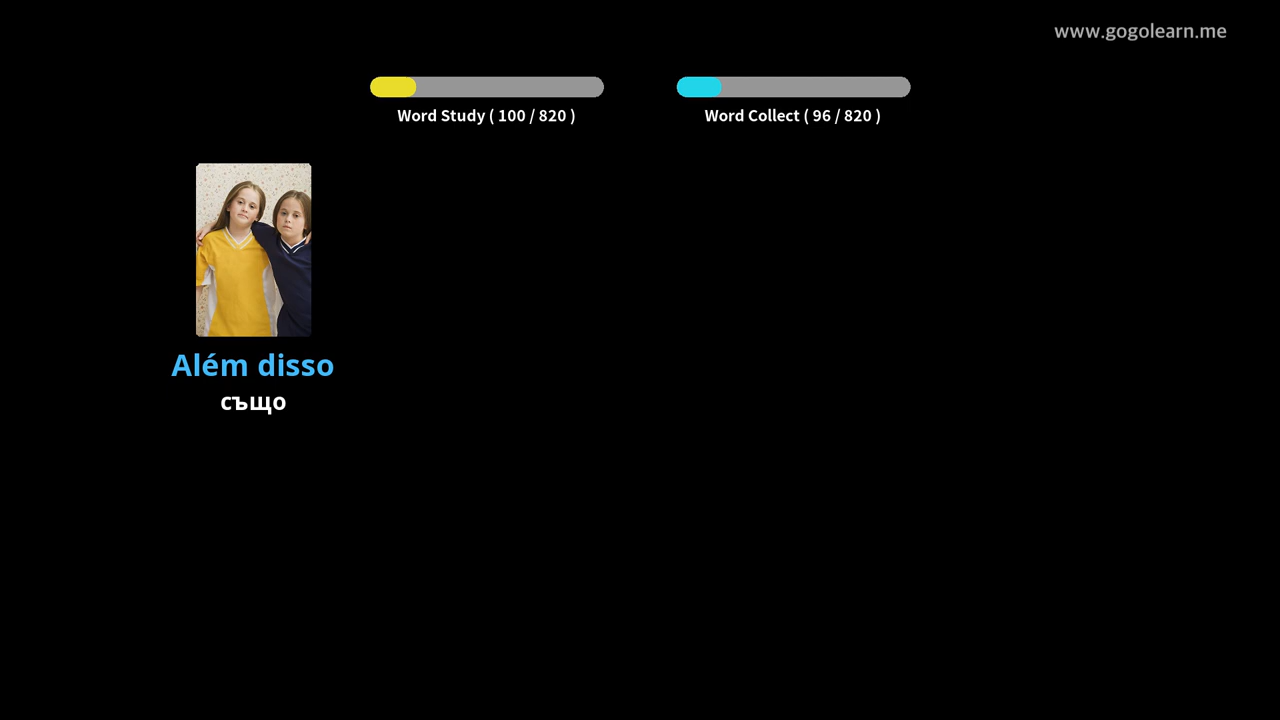 www.gogolearn.me
Word Study ( 100 / 820 )
Word Collect ( 96 / 820 )
Além disso
също